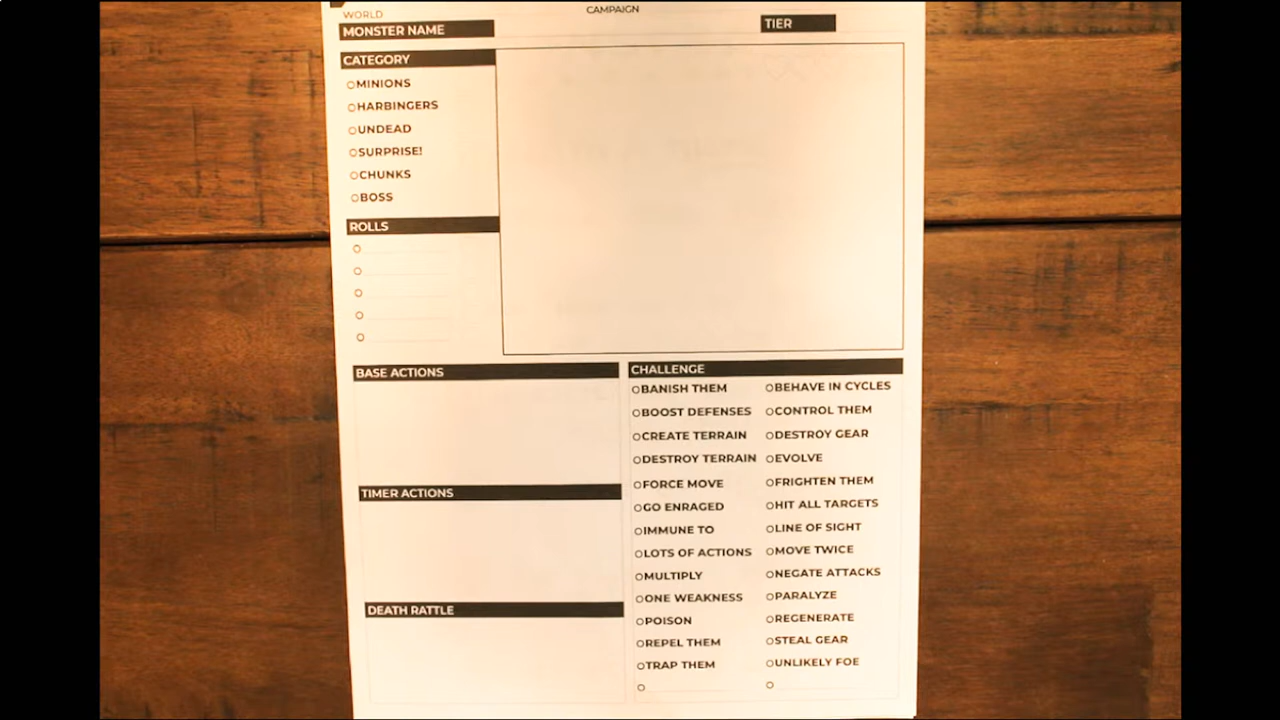 WORLD
CAMPAIGN
MONSTER NAME
TIER
CATEGORY
MINIONS
HARBINGERS
UNDEAD
SURPRISE!
CHUNKS
BOSS
ROLLS
BASE ACTIONS
TIMER ACTIONS
DEATH RATTLE
CHALLENGE
BANISH THEM
BOOST DEFENSES
CREATE TERRAIN
DESTROY TERRAIN
FORCE MOVE
GO ENRAGED
IMMUNE TO
LOTS OF ACTIONS
MULTIPLY
ONE WEAKNESS
POISON
REPEL THEM
TRAP THEM
BEHAVE IN CYCLES
CONTROL THEM
DESTROY GEAR
EVOLVE
FRIGHTEN THEM
HIT ALL TARGETS
LINE OF SIGHT
MOVE TWICE
NEGATE ATTACKS
PARALYZE
REGENERATE
STEAL GEAR
UNLIKELY FOE